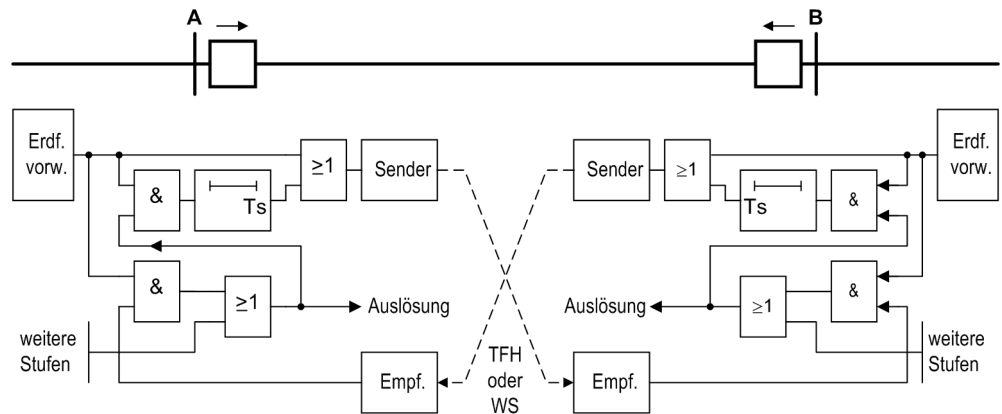 A
B
Erdf.
vorw.
≥1
Sender
Sender
≥1
Erdf.
vorw.
&
Ts
Ts
&
&
≥1
Auslösung
Auslösung
≥1
&
weitere
Stufen
weitere
Stufen
Empf.
TFH
oder
WS
Empf.